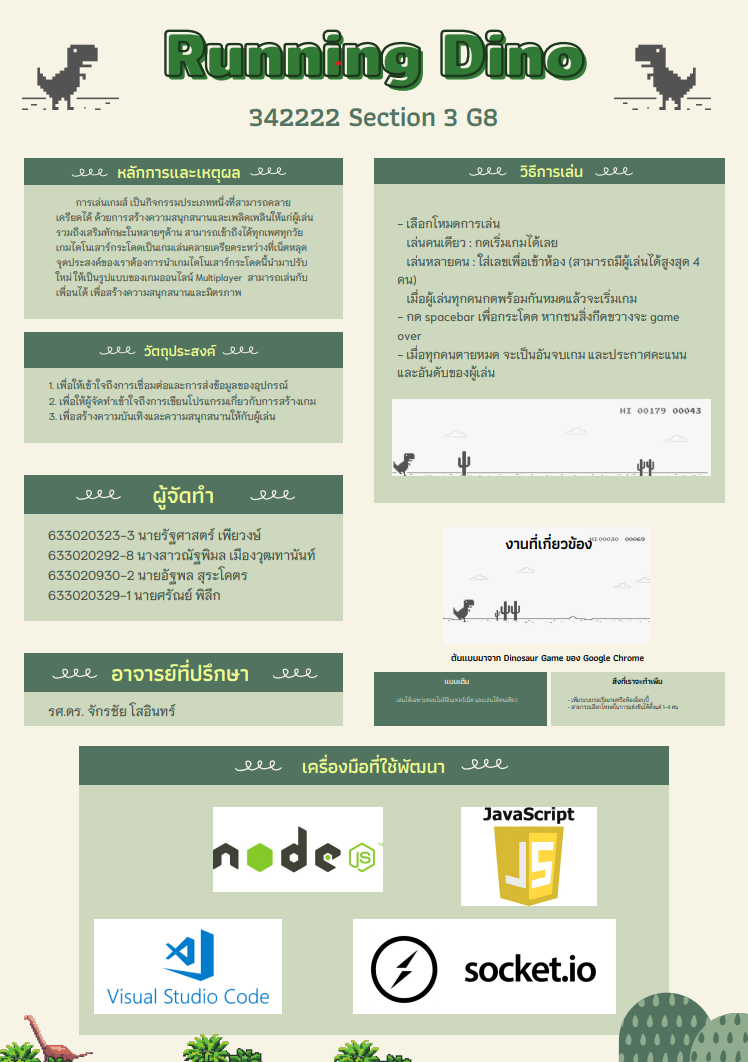 Running Dino
342222 Section 3 G8
หลักการและเหตุผล
การเล่นเกมส์ เป็นกิจกรรมประเภทหนึ่งที่สามารถคลาย
เครียดได้ ด้วยการสร้างความสนุกสนานและเพลิดเพลินให้แก่ผู้เล่น
รวมถึงเสริมทักษะในหลายๆด้าน สามารถเข้าถึงได้ทุกเพศทุกวัย
เกมไดโนเสาร์กระโดดเป็นเกมเล่นคลายเครียดระหว่างที่เน็ตหลุด
จุดประสงค์ของเราต้องการนำเกมไดโนเสาร์กระโดดนี้นำมาปรับ
ใหม่ ให้เป็นรูปแบบของเกมออนไลน์ Multiplayer สามารถเล่นกับ
เพื่อนได้ เพื่อสร้างความสนุกสนานและมิตรภาพ
วัตถุประสงค์
1. เพื่อให้เข้าใจถึงการเชื่อมต่อและการส่งข้อมูลของอุปกรณ์
2. เพื่อให้ผู้จัดทำเข้าใจถึงการเขียนโปรแกรมเกี่ยวกับการสร้างเกม
3. เพื่อสร้างความบันเทิงและความสนุกสนานให้กับผู้เล่น
ผู้จัดทำ
633020323-3 นายรัฐศาสตร์ เพียวงษ์
633020292-8 นางสาวณัฐพิมล เมืองวุฒทานันท์
633020930-2 นายอัฐพล สุระโคตร
633020329-1 นายศรัณย์ พิลึก
อาจารย์ที่ปรึกษา
รศ.ดร. จักรชัย โสอินทร์
วิธีการเล่น
- เลือกโหมดการเล่น
เล่นคนเดียว : กดเริ่มเกมได้เลย
เล่นหลายคน : ใส่เลขเพื่อเข้าห้อง (สามารถมีผู้เล่นได้สูงสุด 4
คน)
เมื่อผู้เล่นทุกคนกดพร้อมกันหมดแล้วจะเริ่มเกม
- กด spacebar เพื่อกระโดด หากชนสิ่งกีดขวางจะ game
over
- เมื่อทุกคนตายหมด จะเป็นอันจบเกม และประกาศคะแนน
และอันดับของผู้เล่น
HI 00179 00043
งานที่เกี่ยวข้อง
HI 00030 00069
ต้นแบบมาจาก Dinosaur Game ของ Google Chrome
แบบเดิม
เล่นได้เฉพาะตอนไม่มีอินเตอร์เน็ต และเล่นได้คนเดียว
สิ่งที่เราจะทำเพิ่ม
- เพิ่มระบบรอเริ่มเกมหรือห้องล็อบบี้
- สามารถเลือกโหมดในการแข่งขันได้ตั้งแต่ 1-4 คน
เครื่องมือที่ใช้พัฒนา
node
JS
JavaScript
JS
Visual Studio Code
socket.io